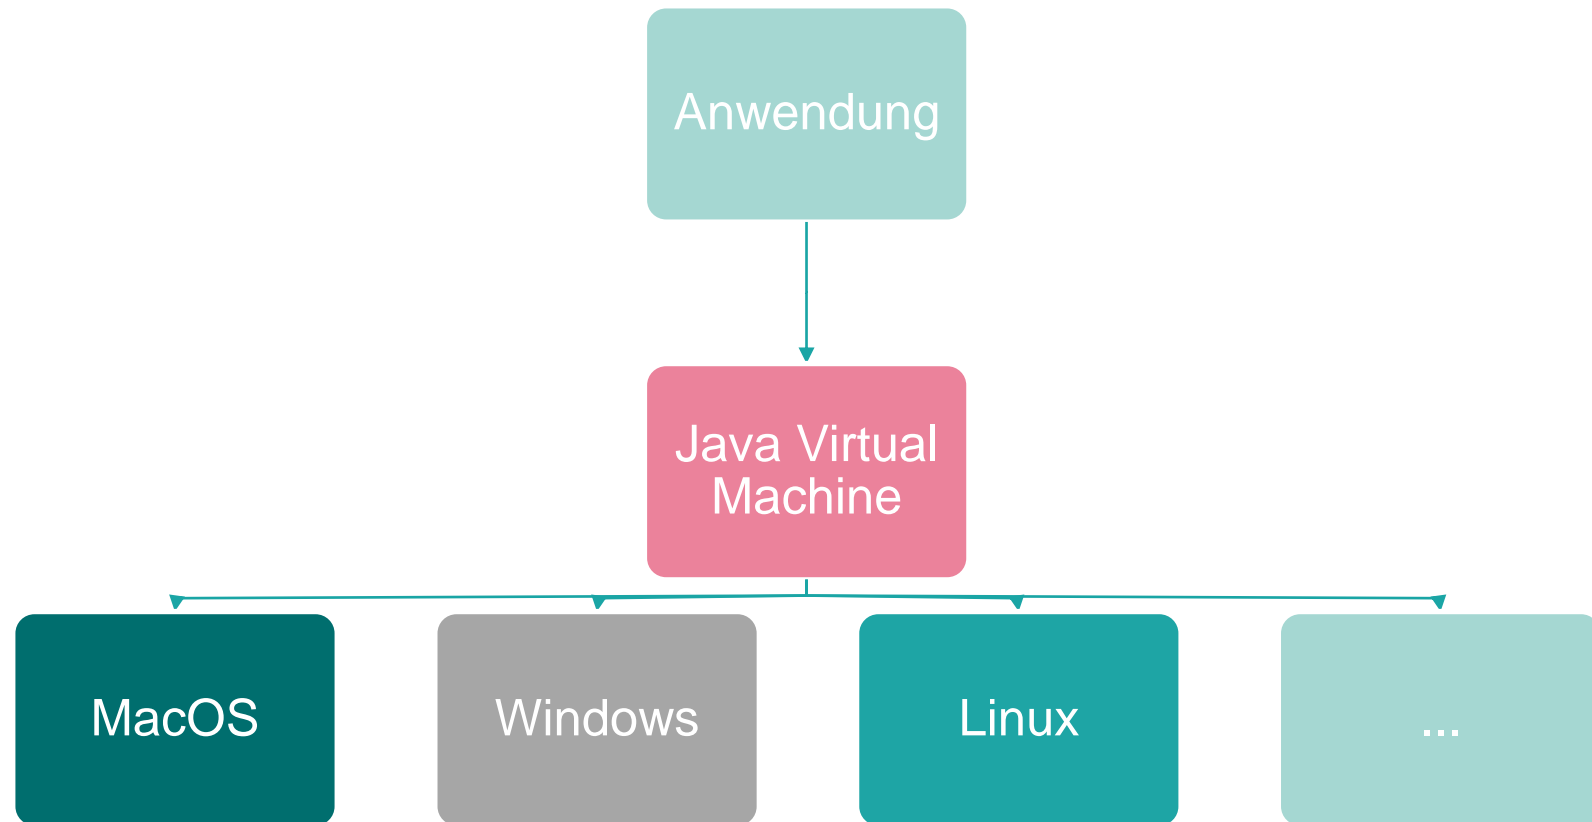 Anwendung
Java Virtual
Machine
MacOS
Windows
Linux
...